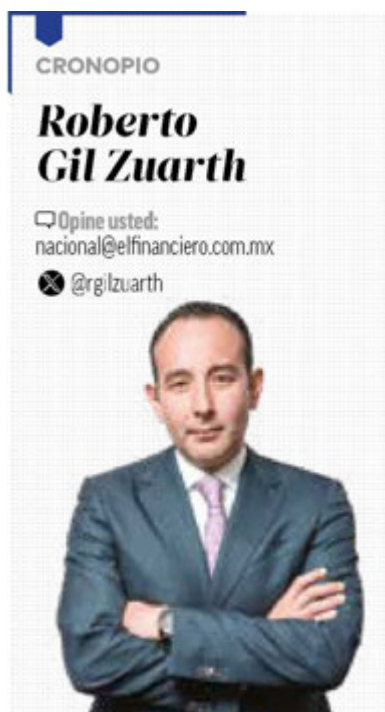 CRONOPIO
Roberto
Gil Zuarth
Opine usted:
nacional@elfinanciero.com.mx
@rgilzuarth